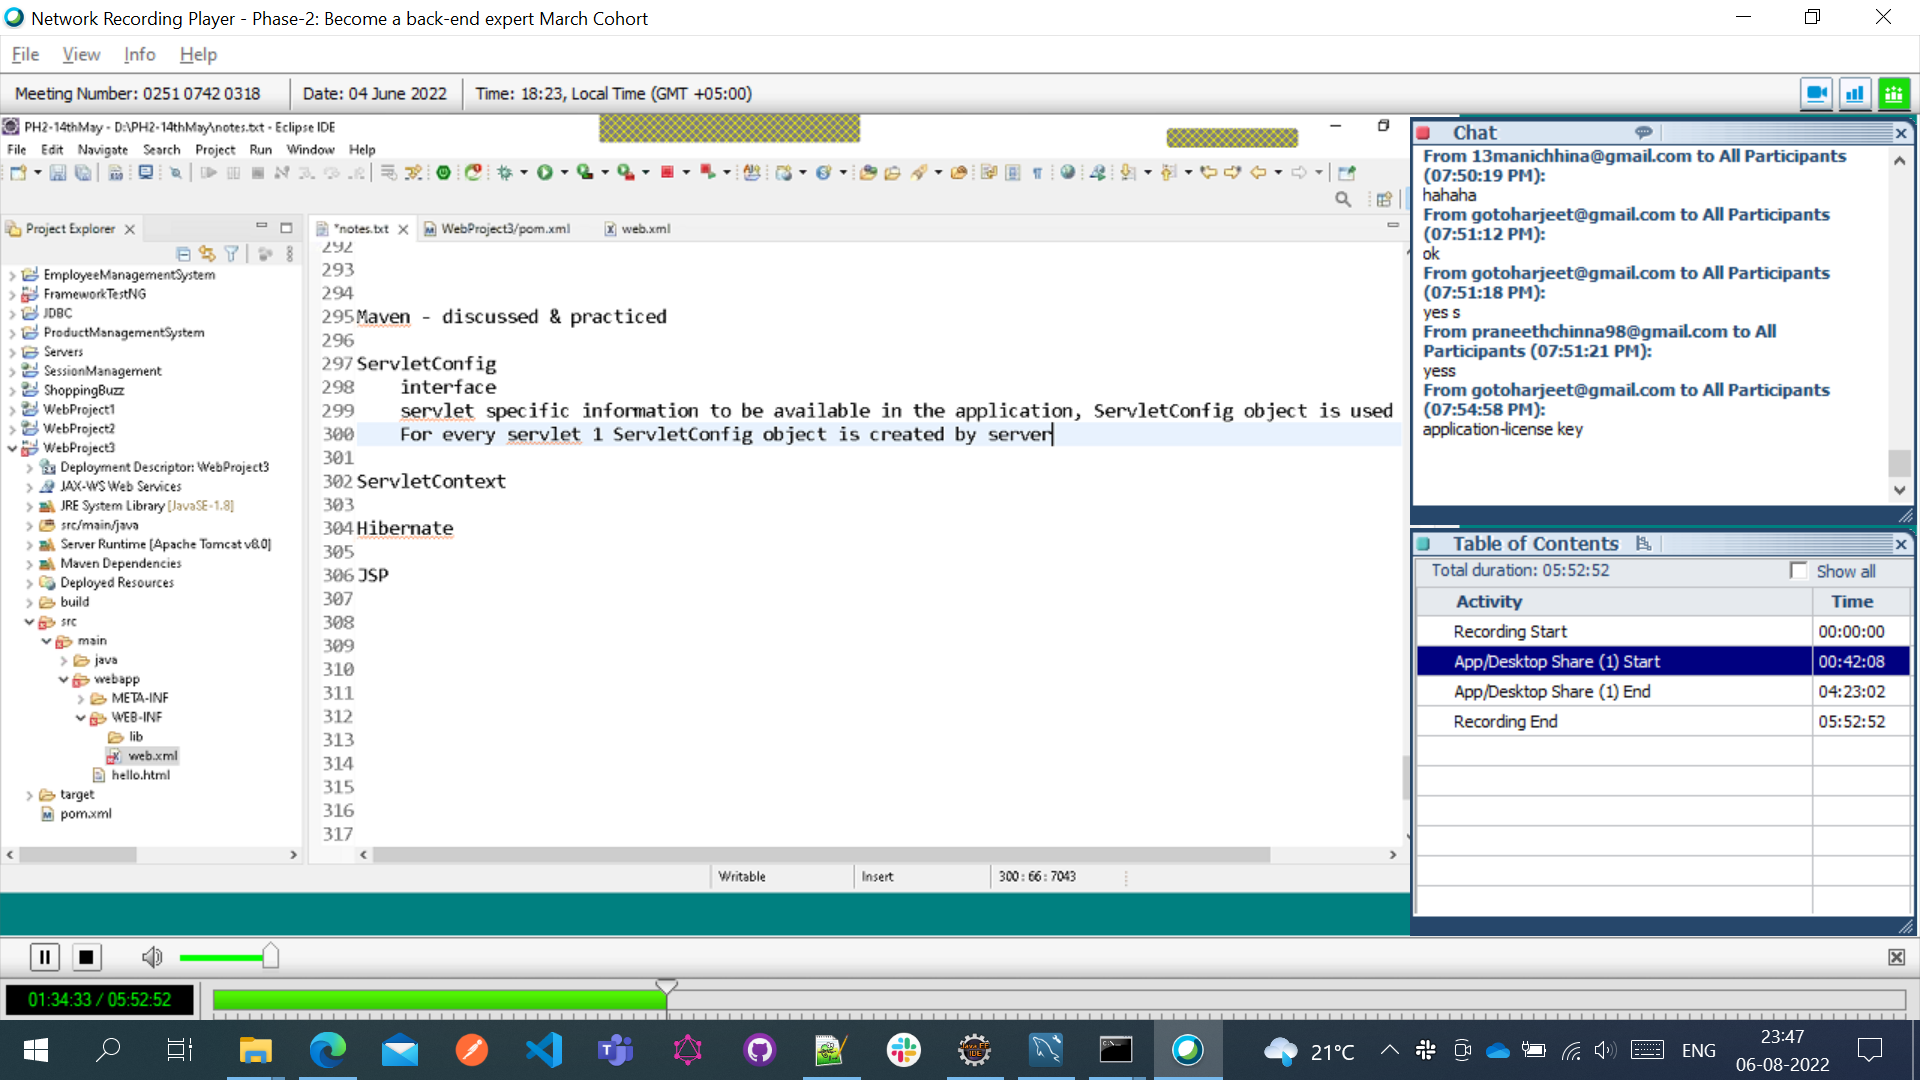 Network Recording Player - Phase-2: Become a back-end expert March Cohort
File View Info Help
Meeting Number: 0251 0742 0318 Date: 04 June 2022 Time: 18:23, Local Time (GMT +05:00)
PH2-14thMay - D:\PH2-14thMay\notes.txt - Eclipse IDE
File Edit Navigate Search Project Run Window Help
Project Explorer
EmployeeManagementSystem
FrameworkTestNG
JDBC
ProductManagementSystem
Servers
SessionManagement
ShoppingBuzz
WebProject1
WebProject2
WebProject3
Deployment Descriptor: WebProject3
JAX-WS Web Services
JRE System Library [JavaSE-1.8]
src/main/java
Server Runtime [Apache Tomcat v8.0]
Maven Dependencies
Deployed Resources
build
src
main
java
webapp
META-INF
WEB-INF
lib
web.xml
hello.html
target
pom.xml
*notes.txt WebProject3/pom.xml web.xml
292
293
294
295 Maven - discussed & practiced
296
297 ServletConfig
298 interface
299 servlet specific information to be available in the application, ServletConfig object is used
300 For every servlet 1 ServletConfig object is created by server
301
302 ServletContext
303
304 Hibernate
305
306 JSP
307
308
309
310
311
312
313
314
315
316
317
Writable Insert 300 : 66 : 7043
Chat
From 13manichhina@gmail.com to All Participants
(07:50:19 PM):
hahaha
From gotoharjeet@gmail.com to All Participants
(07:51:12 PM):
ok
From gotoharjeet@gmail.com to All Participants
(07:51:18 PM):
yes s
From praneethchinna98@gmail.com to All
Participants (07:51:21 PM):
yess
From gotoharjeet@gmail.com to All Participants
(07:54:58 PM):
application-license key
Table of Contents
Total duration: 05:52:52 Show all
Activity Time
Recording Start 00:00:00
App/Desktop Share (1) Start 00:42:08
App/Desktop Share (1) End 04:23:02
Recording End 05:52:52
01:34:33 / 05:52:52
21°C ENG 23:47
06-08-2022